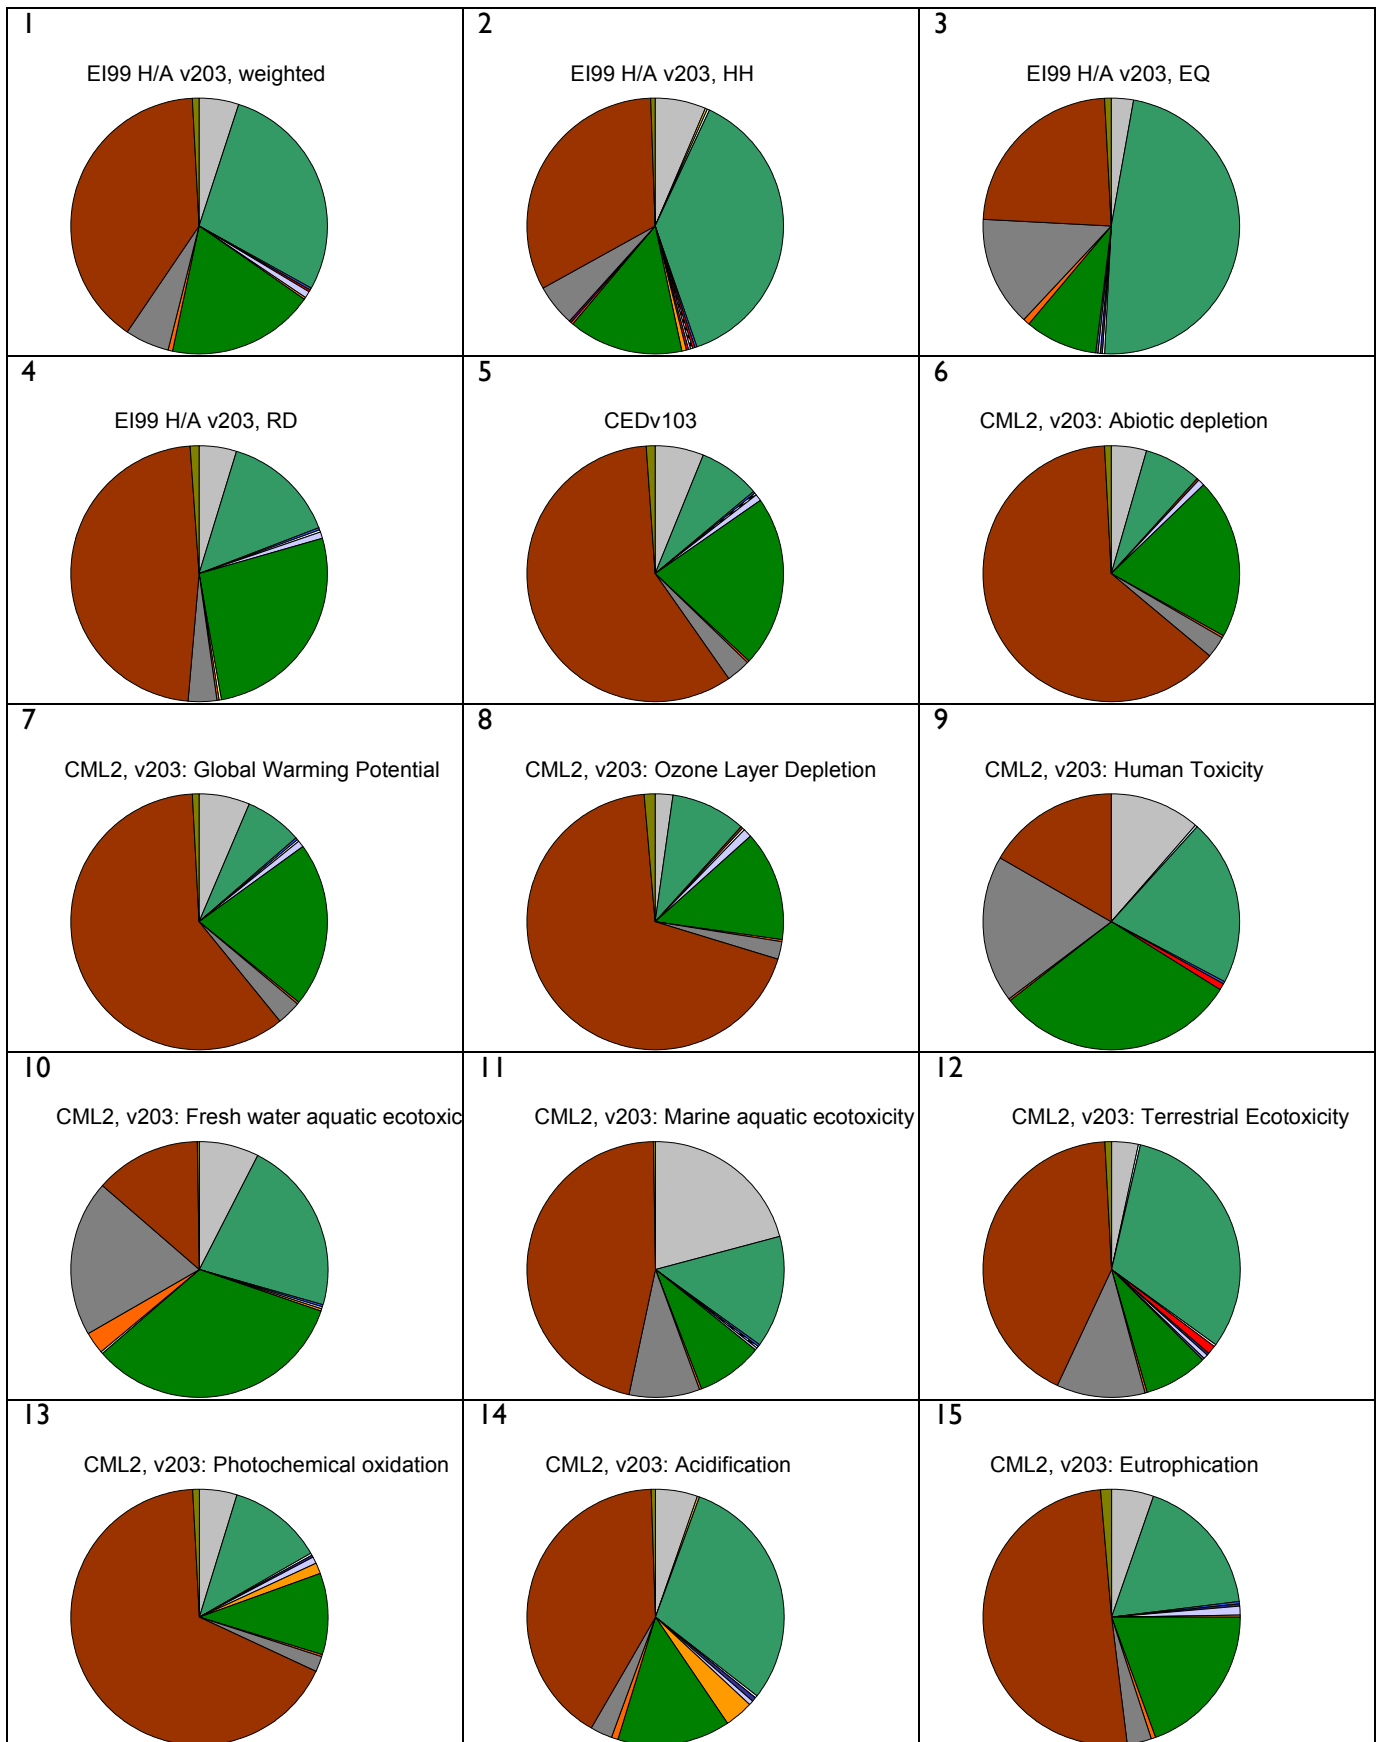 1
2
3
EI99 H/A v203, weighted
EI99 H/A v203, HH
EI99 H/A v203, EQ
4
5
6
EI99 H/A v203, RD
CEDv103
CML2, v203: Abiotic depletion
7
8
9
CML2, v203: Global Warming Potential
CML2, v203: Ozone Layer Depletion
CML2, v203: Human Toxicity
10
11
12
CML2, v203: Fresh water aquatic ecotoxic
CML2, v203: Marine aquatic ecotoxicity
CML2, v203: Terrestrial Ecotoxicity
13
14
15
CML2, v203: Photochemical oxidation
CML2, v203: Acidification
CML2, v203: Eutrophication